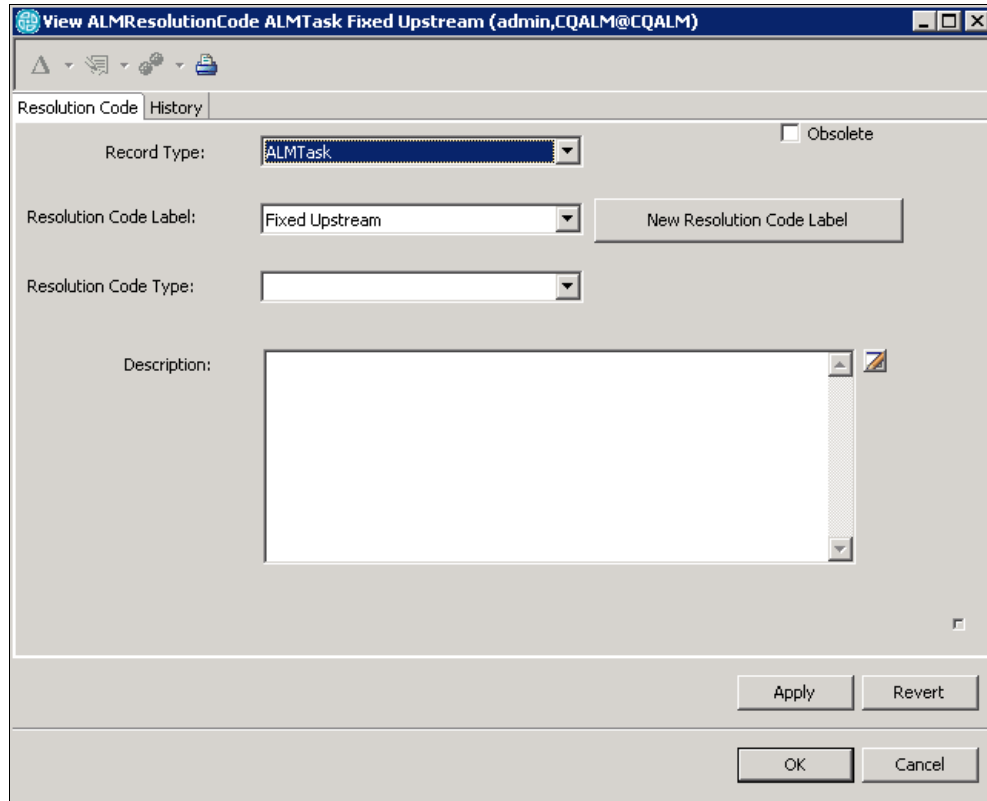 View ALMResolutionCode ALMTask Fixed Upstream (admin,CQALM@CQALM)
Resolution Code History
Record Type: ALMTask Obsolete
Resolution Code Label: Fixed Upstream New Resolution Code Label
Resolution Code Type:
Description:
Apply Revert
OK Cancel